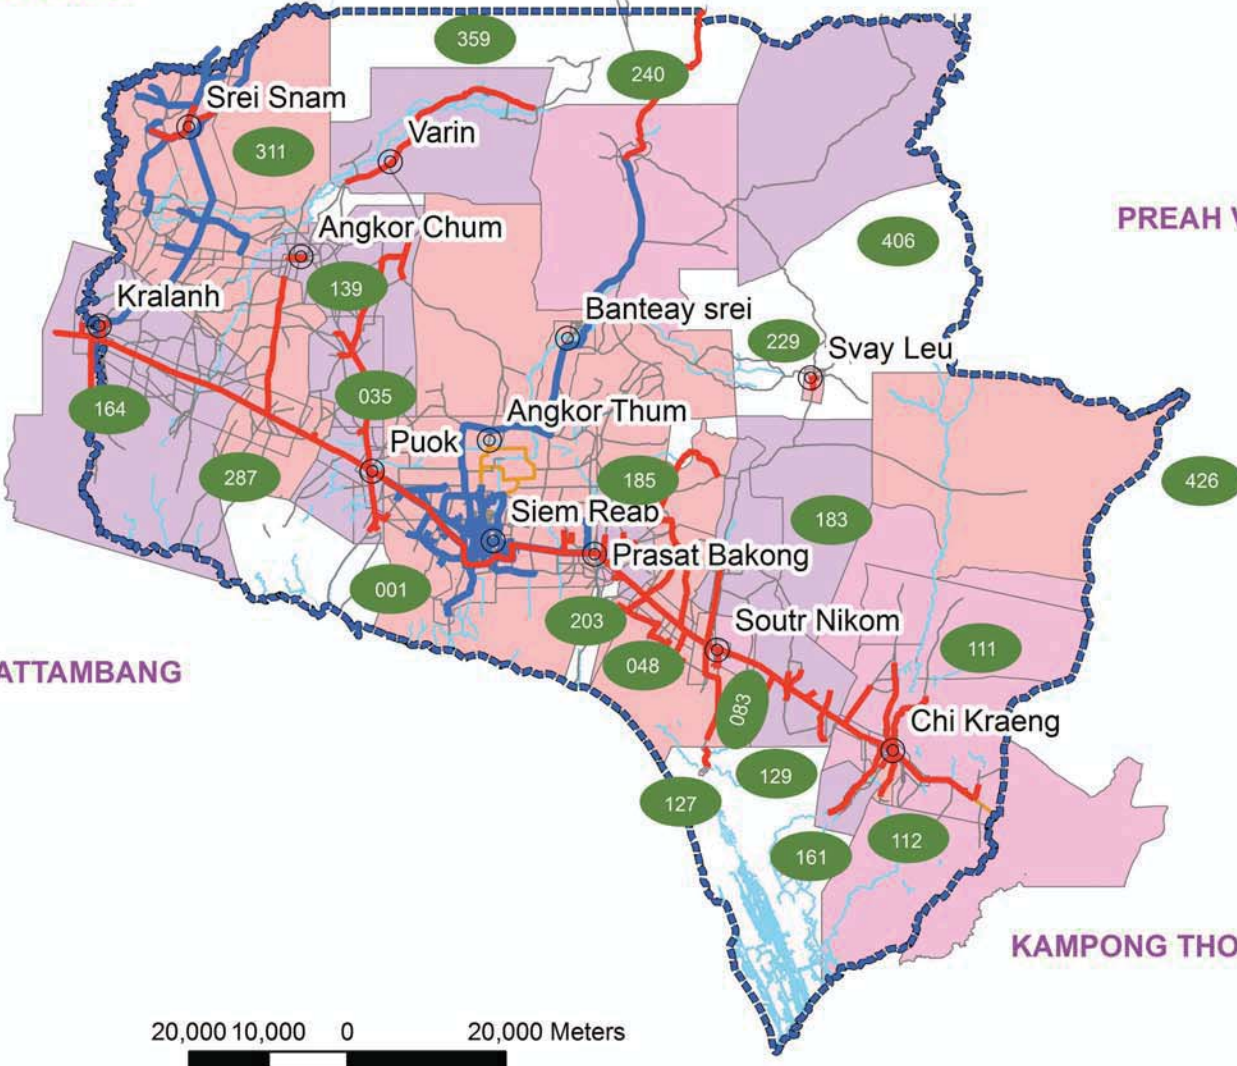 359
240
Srei Snam
Varin
311
PREAH V
Angkor Chum
406
139
Kralanh
Banteay srei
229
Svay Leu
164
035
Angkor Thum
Puok
287
185
426
183
Siem Reap
Prasat Bakong
001
203
Soutr Nikom
048
111
ATTAMBANG
083
Chi Kraeng
129
127
112
161
KAMPONG THO
20,000 10,000 0 20,000 Meters